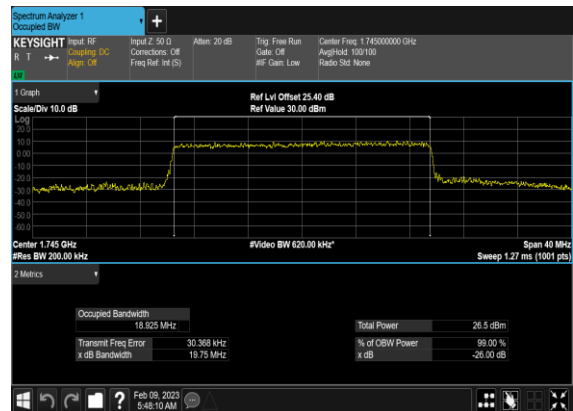 Spectrum Analyzer 1
Occupied BW
KEYSIGHT
R T
LU
Input: RF
Coupling: DC
Align: Off
Input Z: 50 Ω
Corrections: Off
Freq Ref: Int (S)
Atten: 20 dB
Trig: Free Run
Gate: Off
#IF Gain: Low
Center Freq: 1.745000000 GHz
Avg|Hold: 100/100
Radio Std: None
1 Graph
Scale/Div 10.0 dB
Ref Lvl Offset 25.40 dB
Ref Value 30.00 dBm
Log
20.0
10.0
0.00
-10.0
-20.0
-30.0
-40.0
-50.0
-60.0
Center 1.745 GHz
#Res BW 200.00 kHz
#Video BW 620.00 kHz*
Span 40 MHz
Sweep 1.27 ms (1001 pts)
2 Metrics
Occupied Bandwidth
18.925 MHz
Total Power 26.5 dBm
Transmit Freq Error 30.368 kHz
% of OBW Power 99.00 %
x dB Bandwidth 19.75 MHz
x dB -26.00 dB
?
Feb 09, 2023
5:48:10 AM